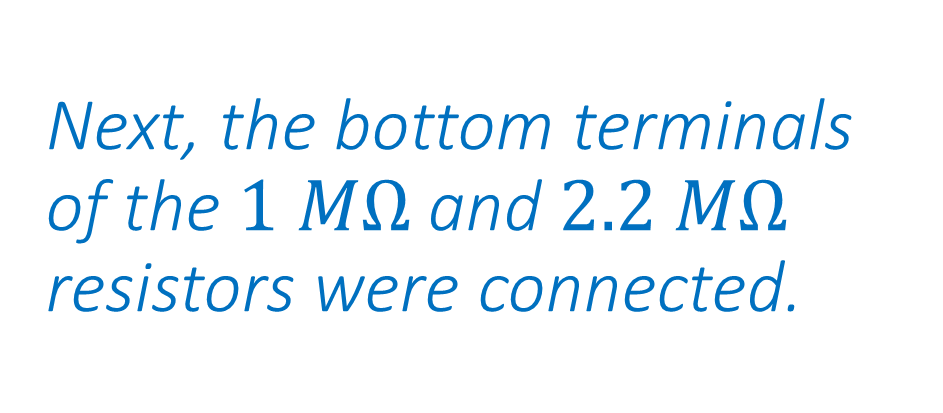 Next, the bottom terminals
of the 1 MΩ and 2.2 MΩ
resistors were connected.